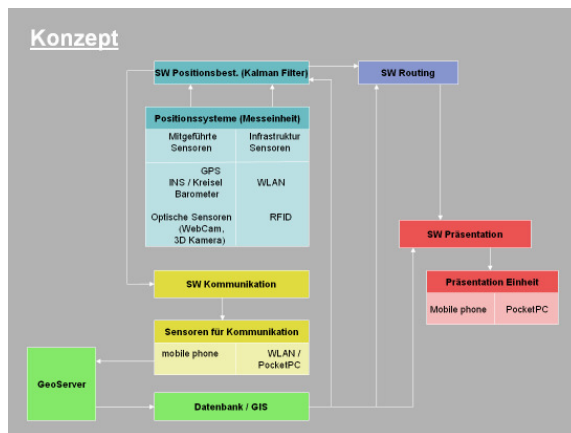 Konzept
SW Positionsbest. (Kalman Filter)
SW Routing
Positionssysteme (Messeinheit)
Mitgeführte
Sensoren
Infrastruktur
Sensoren
GPS
INS / Kreisel
Barometer
WLAN
Optische Sensoren
(WebCam,
3D Kamera)
RFID
SW Präsentation
SW Kommunikation
Präsentation Einheit
Mobile phone
PocketPC
Sensoren für Kommunikation
mobile phone
WLAN /
PocketPC
GeoServer
Datenbank / GIS